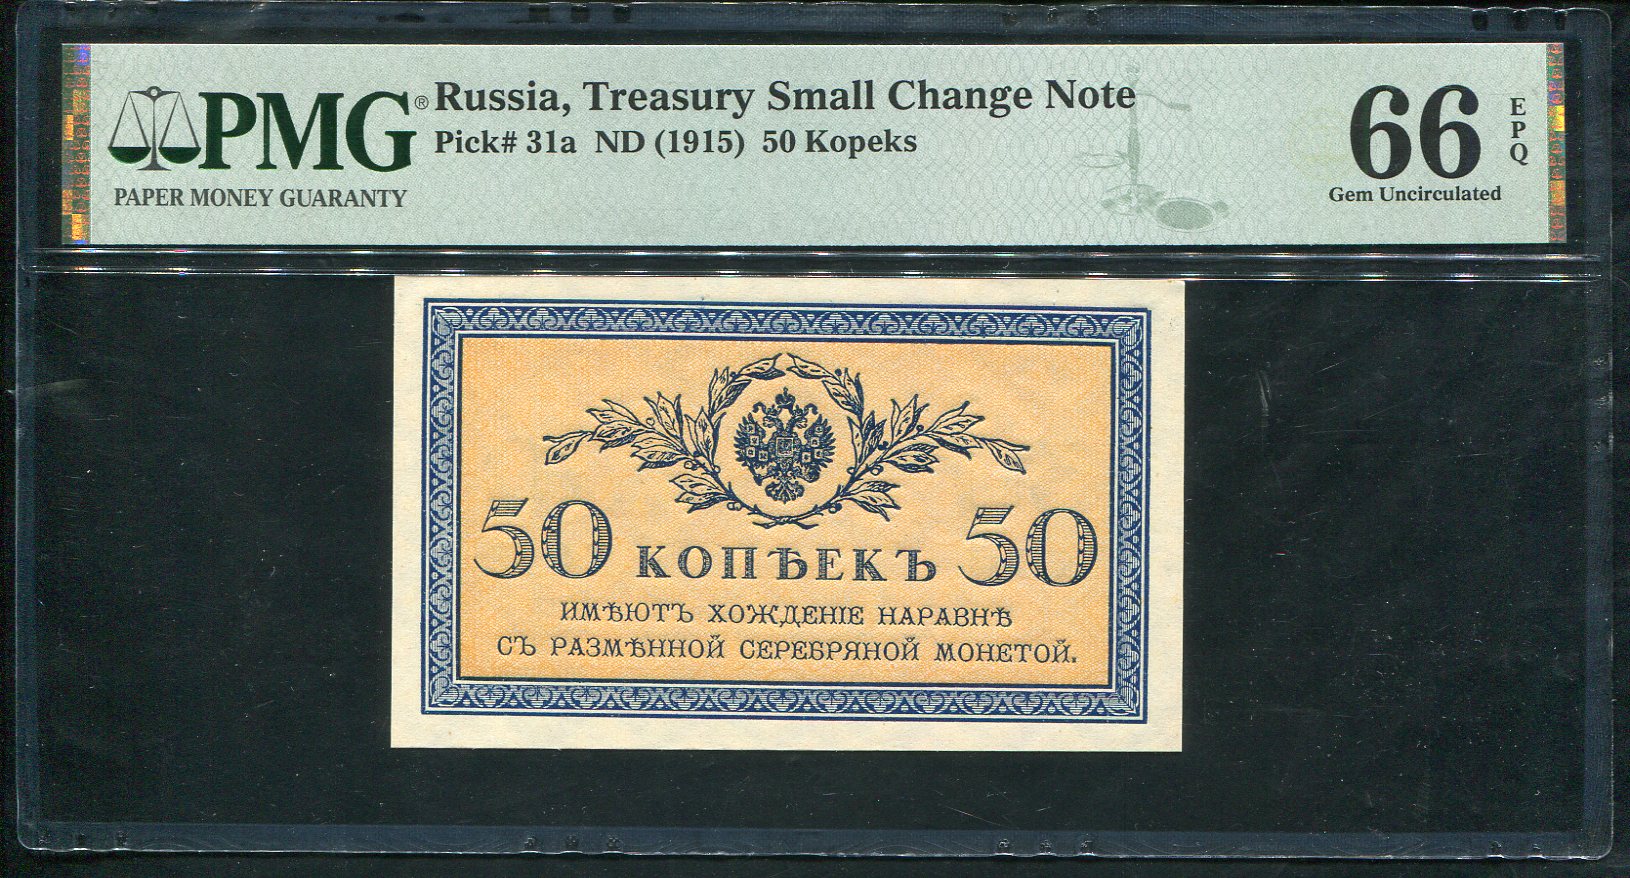 PMG®
PAPER MONEY GUARANTY
Russia, Treasury Small Change Note
Pick# 31a ND (1915) 50 Kopeks
66 EPQ
Gem Uncirculated
50 КОПѢЕКЪ 50
ИМѢЮТЪ ХОЖДЕНІЕ НАРАВНѢ
СЪ РАЗМѢННОЙ СЕРЕБРЯНОЙ МОНЕТОЙ.